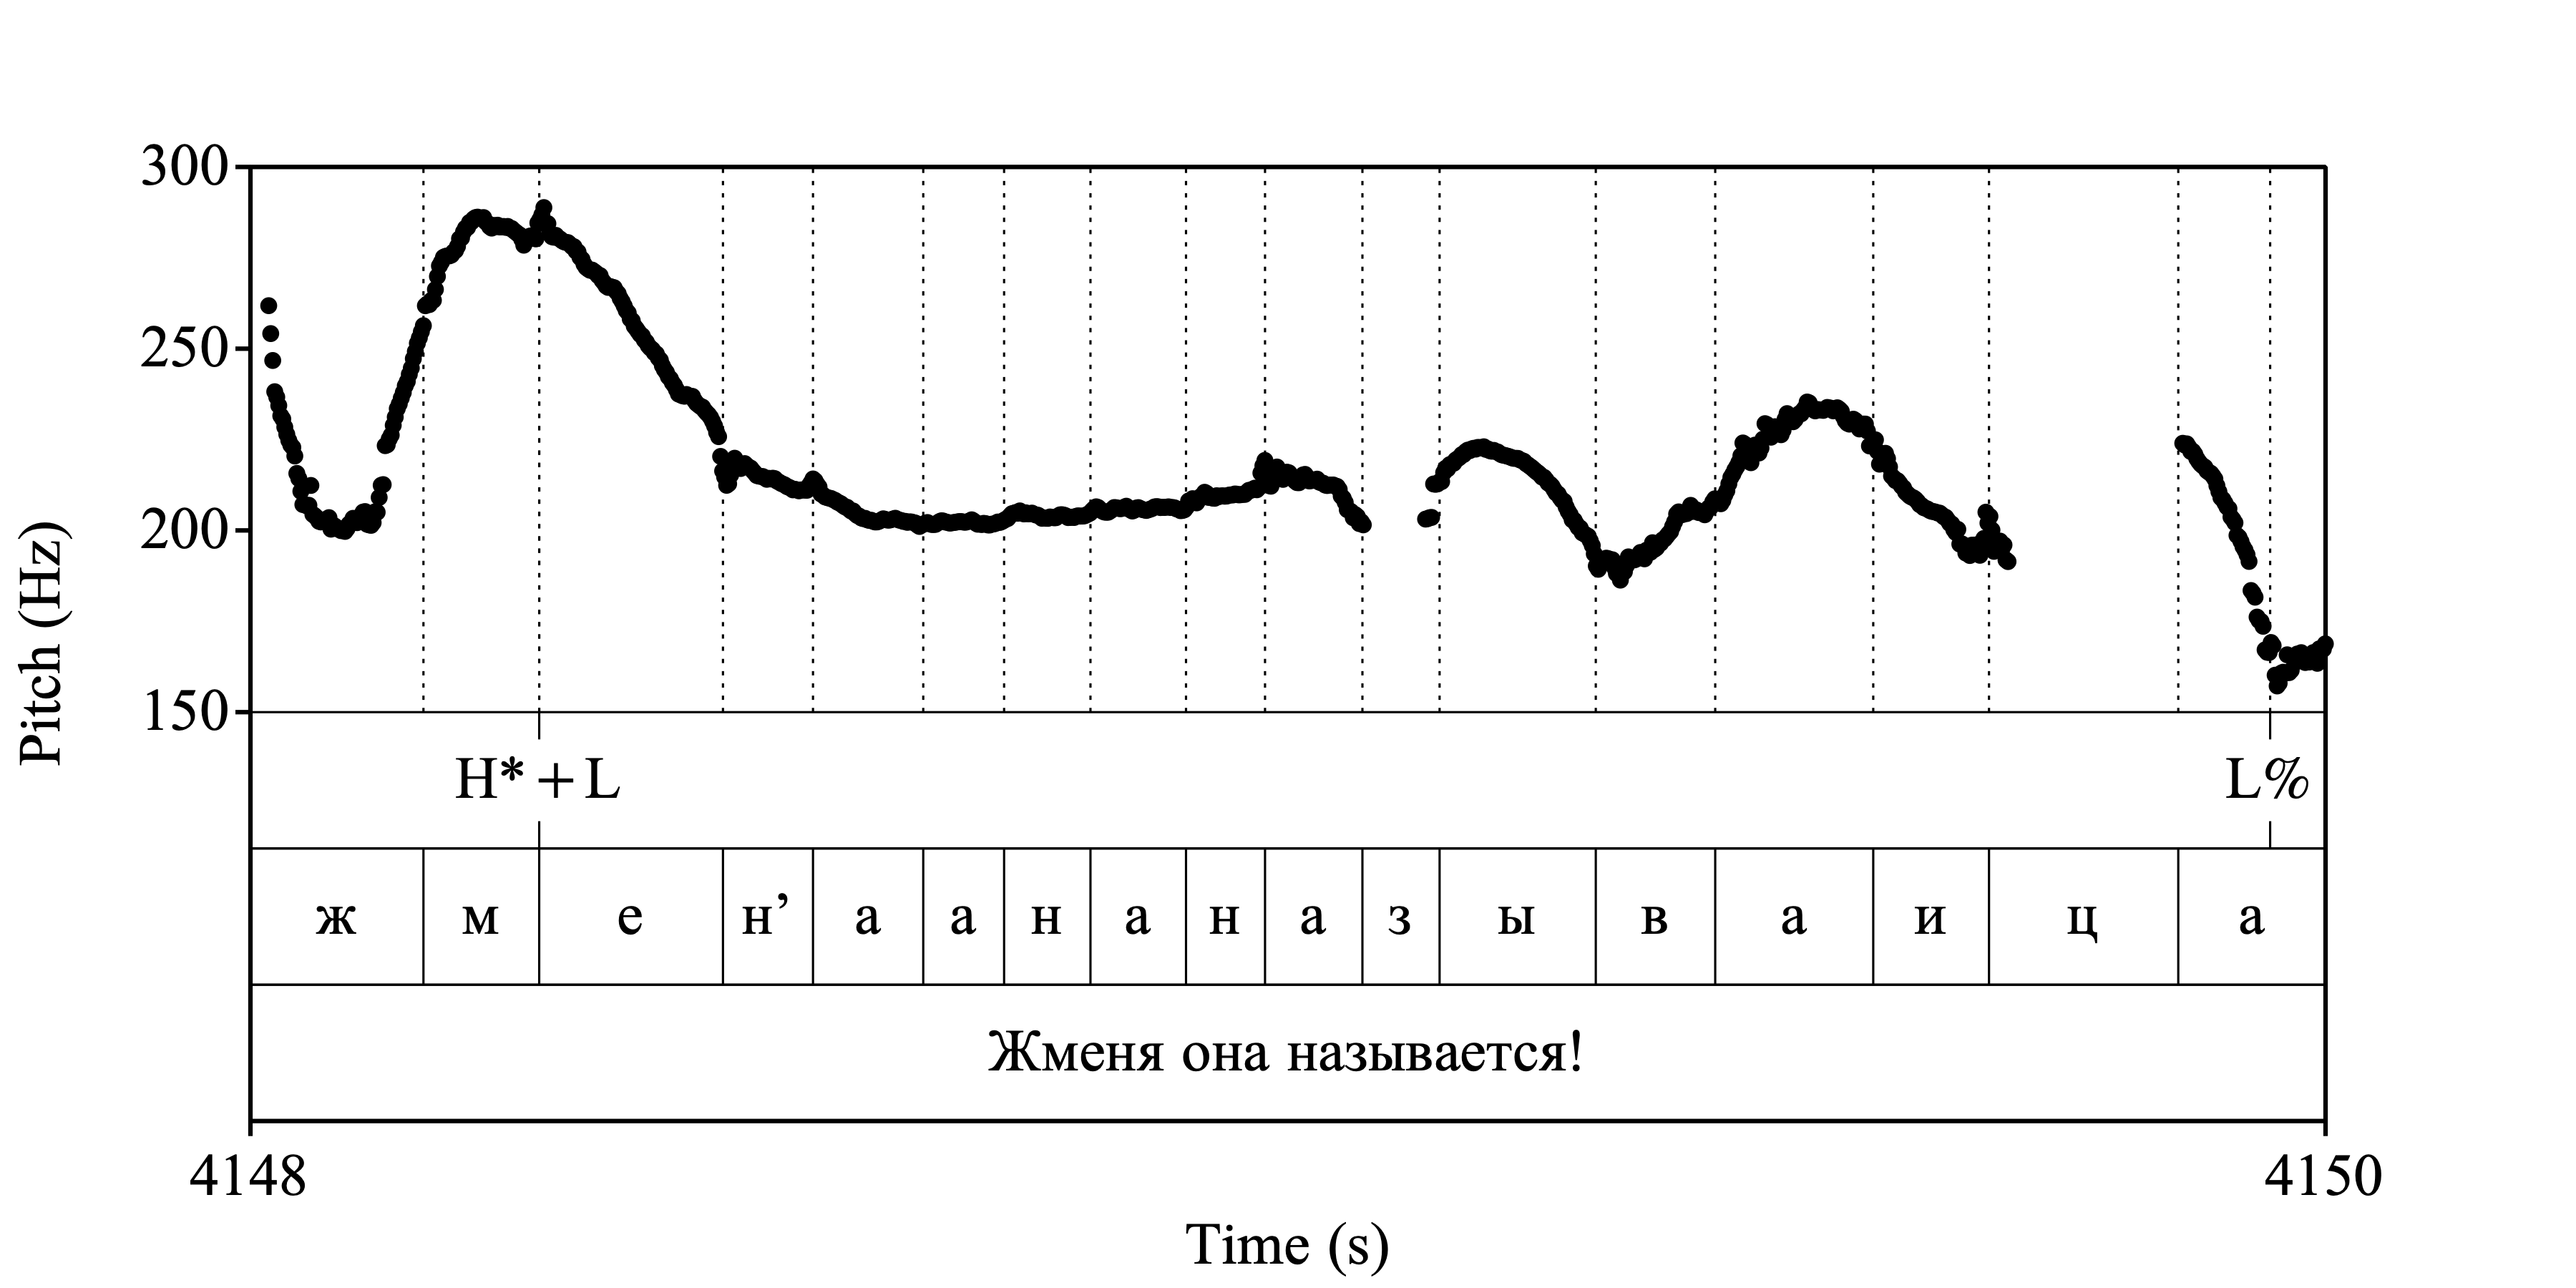 300
250
200
150
Pitch (Hz)
H* + L L%
ж м е н’ а а н а н а з ы в а и ц а
Жменя она называется!
4148 4150
Time (s)